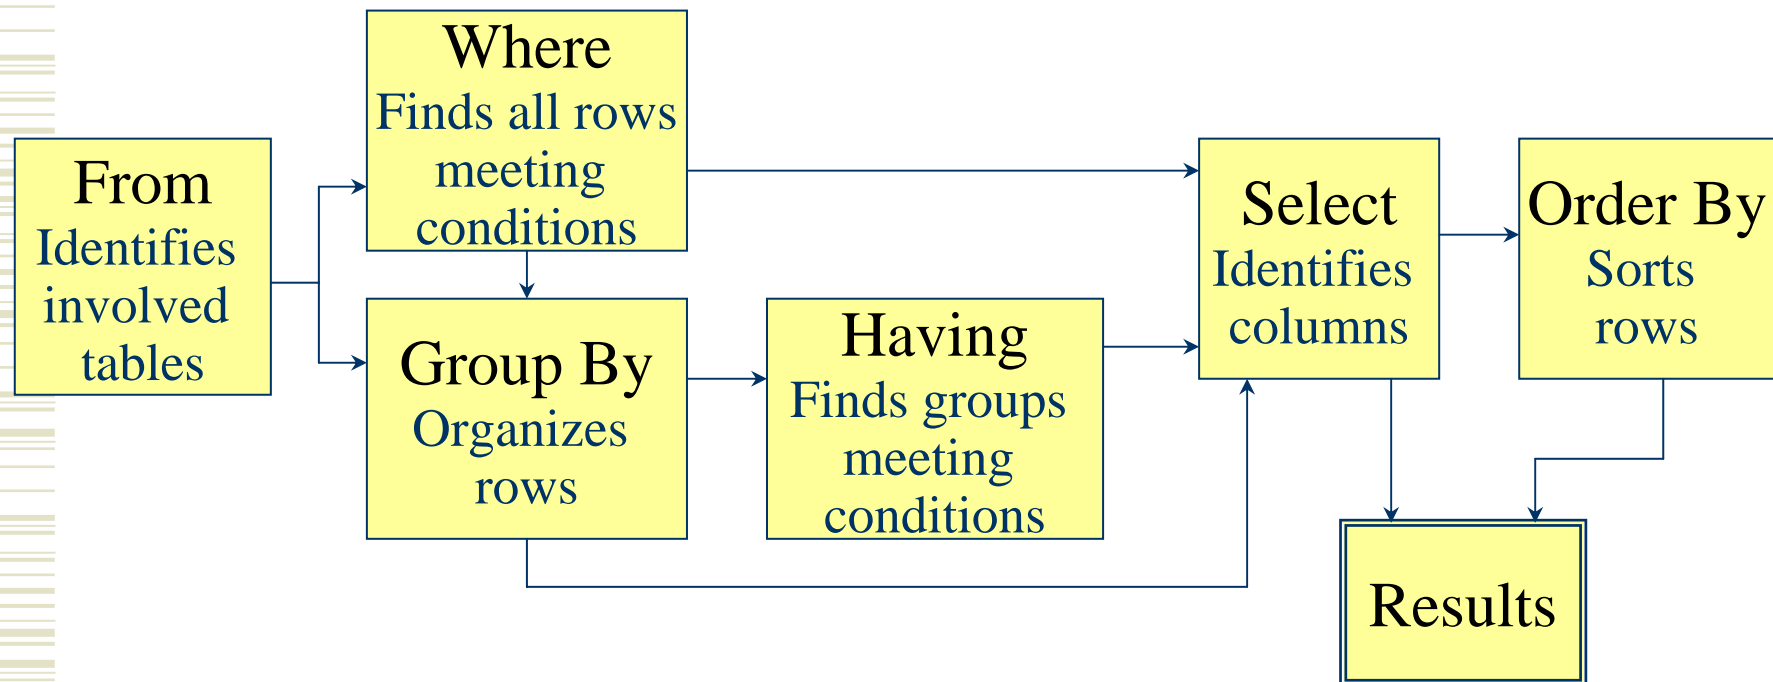 From
Identifies
involved
tables
Where
Finds all rows
meeting
conditions
Group By
Organizes
rows
Having
Finds groups
meeting
conditions
Select
Identifies
columns
Order By
Sorts
rows
Results